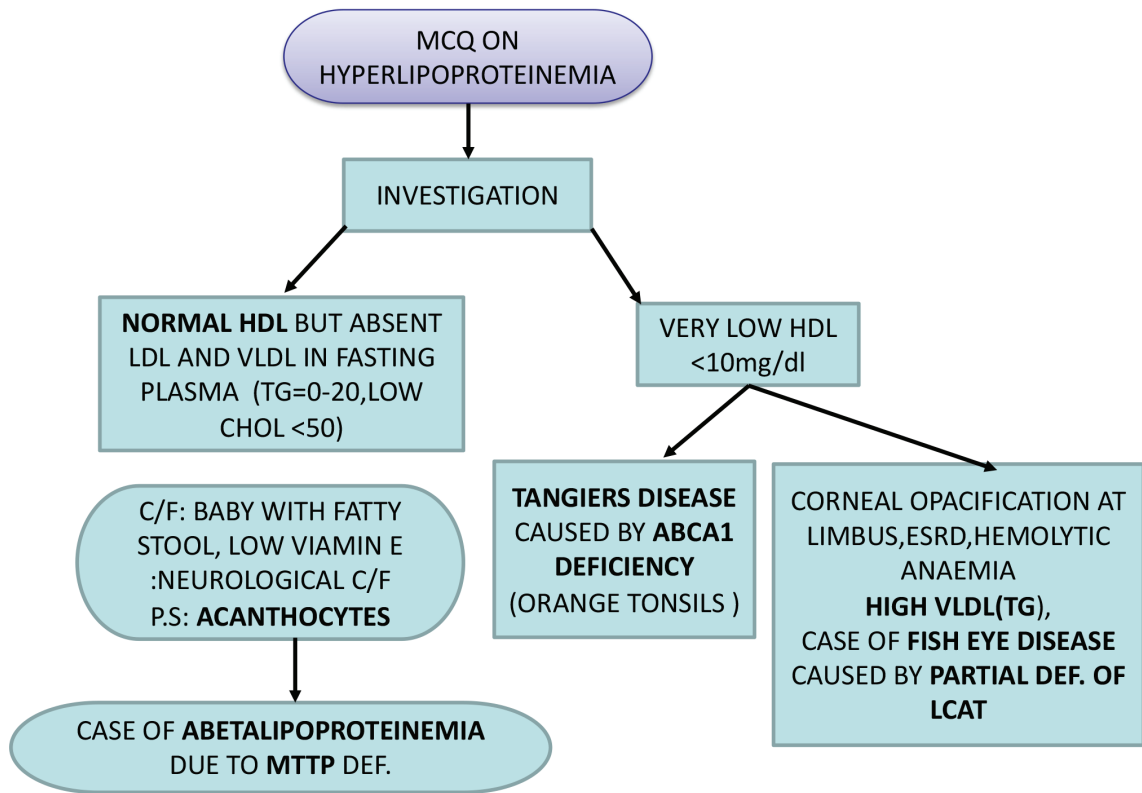 MCQ ON
HYPERLIPOPROTEINEMIA
INVESTIGATION
NORMAL HDL BUT ABSENT
LDL AND VLDL IN FASTING
PLASMA (TG=0-20,LOW
CHOL <50)
VERY LOW HDL
<10mg/dl
C/F: BABY WITH FATTY
STOOL, LOW VIAMIN E
:NEUROLOGICAL C/F
P.S: ACANTHOCYTES
TANGIERS DISEASE
CAUSED BY ABCA1
DEFICIENCY
(ORANGE TONSILS )
CORNEAL OPACIFICATION AT
LIMBUS,ESRD,HEMOLYTIC
ANAEMIA
HIGH VLDL(TG),
CASE OF FISH EYE DISEASE
CAUSED BY PARTIAL DEF. OF
LCAT
CASE OF ABETALIPOPROTEINEMIA
DUE TO MTTP DEF.